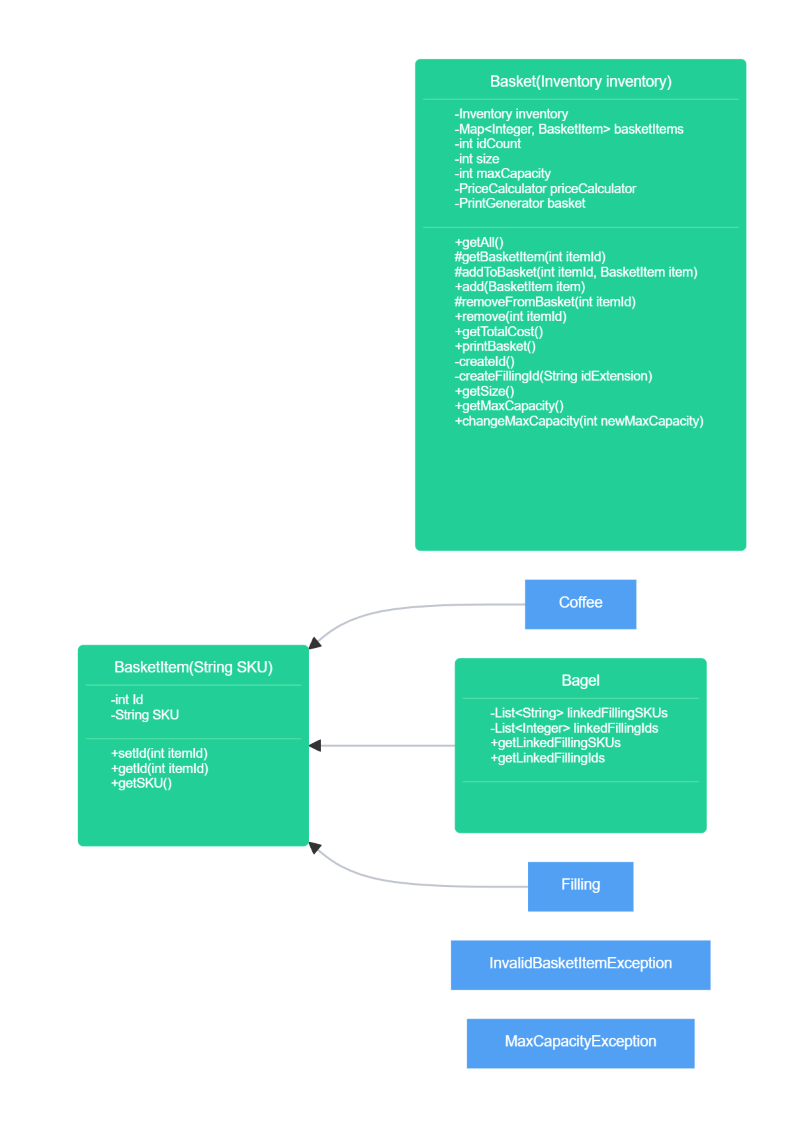 Basket(Inventory inventory)
-Inventory inventory
-Map<Integer, BasketItem> basketItems
-int idCount
-int size
-int maxCapacity
-PriceCalculator priceCalculator
-PrintGenerator basket
+getAll()
#getBasketItem(int itemId)
#addToBasket(int itemId, BasketItem item)
+add(BasketItem item)
#removeFromBasket(int itemId)
+remove(int itemId)
+getTotalCost()
+printBasket()
-createId()
-createFillingId(String idExtension)
+getSize()
+getMaxCapacity()
+changeMaxCapacity(int newMaxCapacity)
Coffee
BasketItem(String SKU)
-int Id
-String SKU
+setId(int itemId)
+getId(int itemId)
+getSKU()
Bagel
-List<String> linkedFillingSKUs
-List<Integer> linkedFillingIds
+getLinkedFillingSKUs
+getLinkedFillingIds
Filling
InvalidBasketItemException
MaxCapacityException